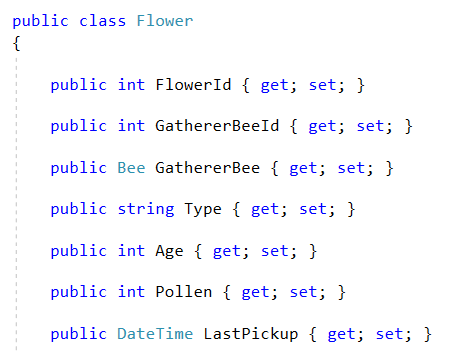 public class Flower
{
public int FlowerId { get; set; }
public int GathererBeeId { get; set; }
public Bee GathererBee { get; set; }
public string Type { get; set; }
public int Age { get; set; }
public int Pollen { get; set; }
public DateTime LastPickup { get; set; }